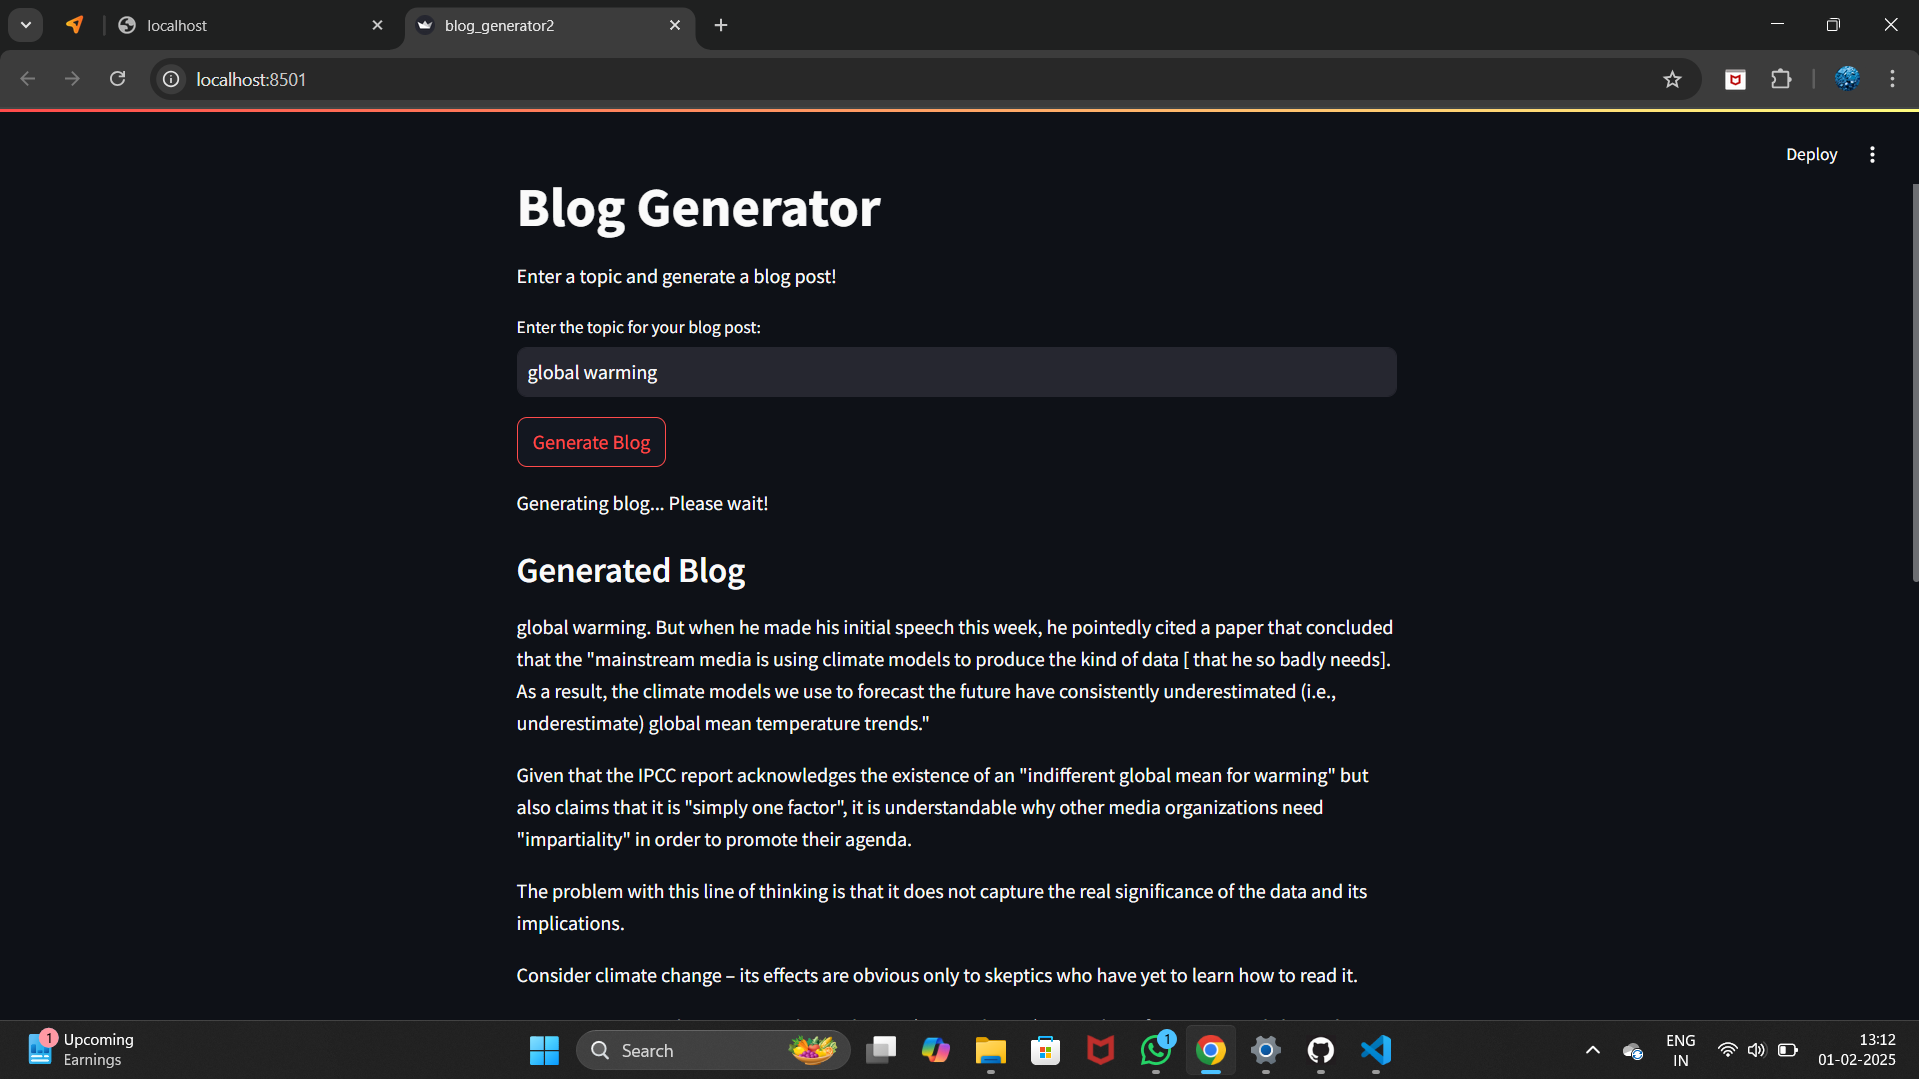 localhost
blog_generator2
localhost:8501
Deploy
Blog Generator
Enter a topic and generate a blog post!
Enter the topic for your blog post:
global warming
Generate Blog
Generating blog... Please wait!
Generated Blog
global warming. But when he made his initial speech this week, he pointedly cited a paper that concluded
that the "mainstream media is using climate models to produce the kind of data [ that he so badly needs].
As a result, the climate models we use to forecast the future have consistently underestimated (i.e.,
underestimate) global mean temperature trends."
Given that the IPCC report acknowledges the existence of an "indifferent global mean for warming" but
also claims that it is "simply one factor", it is understandable why other media organizations need
"impartiality" in order to promote their agenda.
The problem with this line of thinking is that it does not capture the real significance of the data and its
implications.
Consider climate change – its effects are obvious only to skeptics who have yet to learn how to read it.
1
Upcoming
Earnings
Search
1
ENG
IN
13:12
01-02-2025